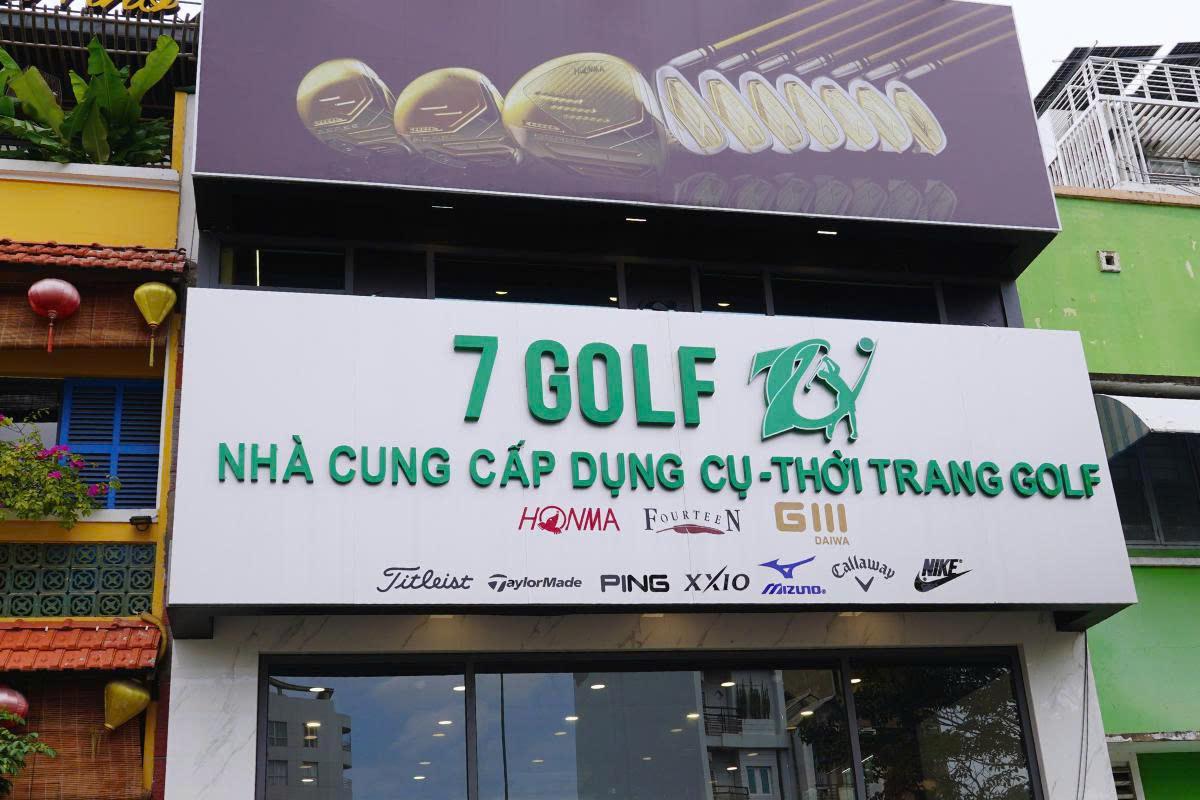 HONMA
7 GOLF
NHÀ CUNG CẤP DỤNG CỤ - THỜI TRANG GOLF
HONMA FOURTEEN GIII DAIWA
Titleist TaylorMade PING XXIO MIZUNO Callaway NIKE